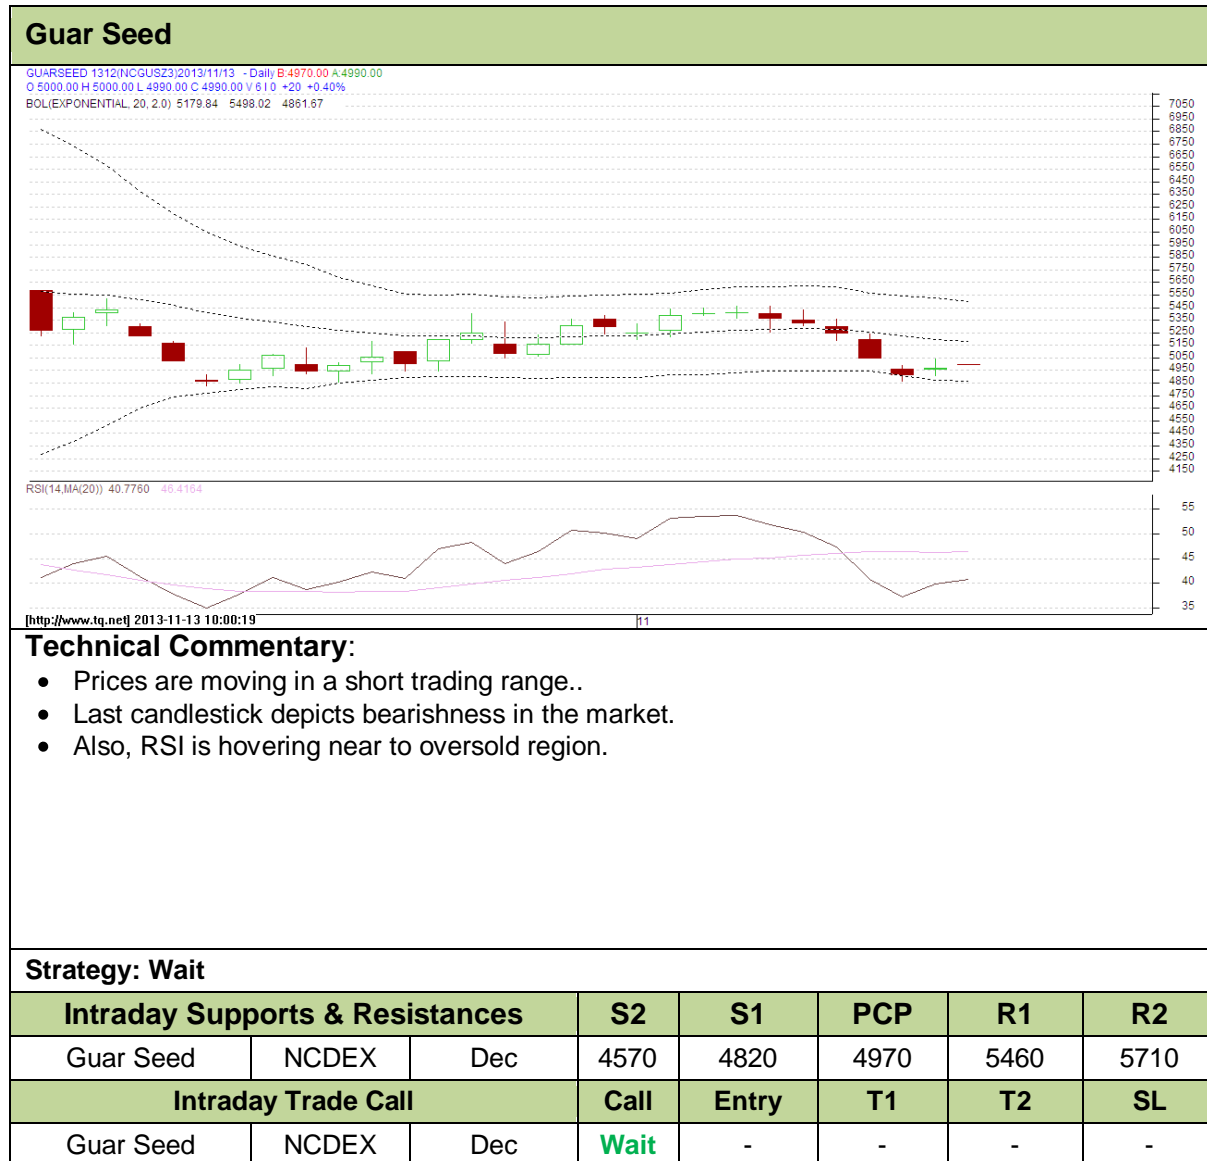 Guar Seed
GUARSEED 1312(NCGUSZ3)2013/11/13 - Daily B:4970.00 A:4990.00
O 5000.00 H 5000.00 L 4990.00 C 4990.00 V 6 I 0 +20 +0.40%
BOL(EXPONENTIAL, 20, 2.0) 5179.84 5498.02 4861.67
7050
6950
6850
6750
6650
6550
6450
6350
6250
6150
6050
5950
5850
5750
5650
5550
5450
5350
5250
5150
5050
4950
4850
4750
4650
4550
4450
4350
4250
4150
RSI(14,MA(20)) 40.7760 46.4164
55
50
45
40
35
[http://www.tq.net] 2013-11-13 10:00:19
11
Technical Commentary:
• Prices are moving in a short trading range..
• Last candlestick depicts bearishness in the market.
• Also, RSI is hovering near to oversold region.
Strategy: Wait
Intraday Supports & Resistances S2 S1 PCP R1 R2
Guar Seed NCDEX Dec 4570 4820 4970 5460 5710
Intraday Trade Call Call Entry T1 T2 SL
Guar Seed NCDEX Dec Wait - - - -